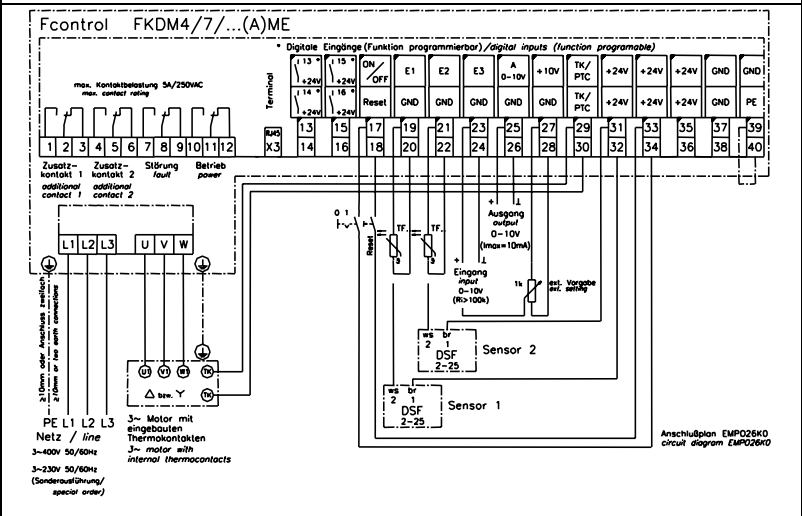 Fcontrol FKDM4/7/...(A)ME
* Digitale Eingänge (Funktion programmierbar) /digital inputs (function programable)
max. Kontaktbelastung 5A/250VAC
max. contact rating
Terminal
13 * +24V 15 * +24V ON/OFF E1 E2 E3 A 0-10V +10V TK/PTC +24V +24V +24V GND GND
14 * +24V 16 * +24V Reset GND GND GND GND GND TK/PTC +24V +24V +24V GND PE
1 2 3 4 5 6 7 8 9 10 11 12
RJ45
X3
13 15 17 19 21 23 25 27 29 31 33 35 37 39
14 16 18 20 22 24 26 28 30 32 34 36 38 40
Zusatz-kontakt 1
additional contact 1
Zusatz-kontakt 2
additional contact 2
Störung
fault
Betrieb
power
L1 L2 L3 U V W
0 1
Reset
TF.. TF..
ϑ ϑ
+ ⊥
Ausgang
output
0-10V
(Imax=10mA)
+ ⊥
Eingang
input
0-10V
(Ri>100k)
1k
ext. Vorgabe
ext. setting
≥10mm oder Anschluss zweifach
≥10mm or two earth connections
ws br
2 1
DSF
2-25
Sensor 2
ws br
2 1
DSF
2-25
Sensor 1
U1 V1 W1 TK
△ bzw. Y TK
PE L1 L2 L3
Netz / line
3~400V 50/60Hz
3~230V 50/60Hz
(Sonderausführung/
special order)
3~ Motor mit
eingebauten
Thermokontakten
3~ motor with
internal thermocontacts
Anschlußplan EMP026K0
circuit diagram EMP026K0